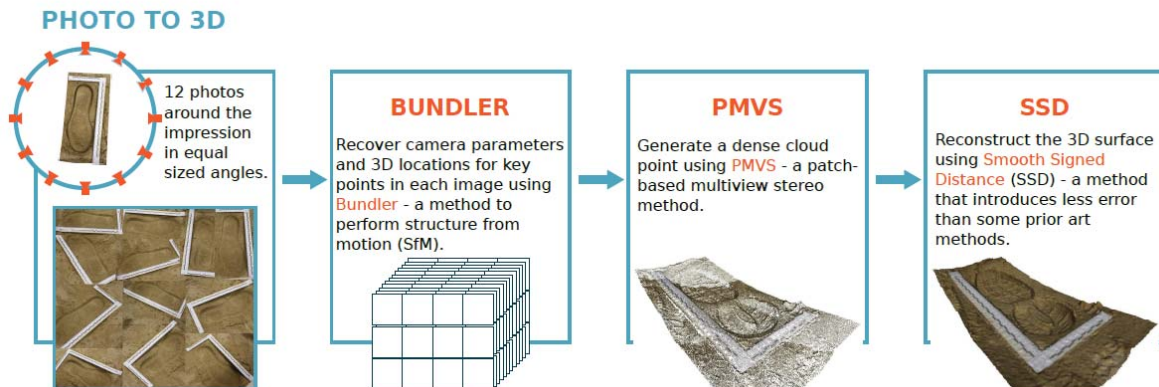 PHOTO TO 3D
12 photos
around the
impression
in equal
sized angles.
BUNDLER
Recover camera parameters
and 3D locations for key
points in each image using
Bundler - a method to
perform structure from
motion (SfM).
PMVS
Generate a dense cloud
point using PMVS - a patch-
based multiview stereo
method.
SSD
Reconstruct the 3D surface
using Smooth Signed
Distance (SSD) - a method
that introduces less error
than some prior art
methods.